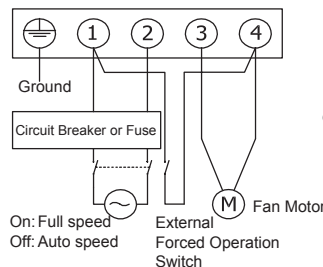 1 2 3 4
Ground
Circuit Breaker or Fuse
M Fan Motor
On: Full speed
Off: Auto speed
External
Forced Operation
Switch